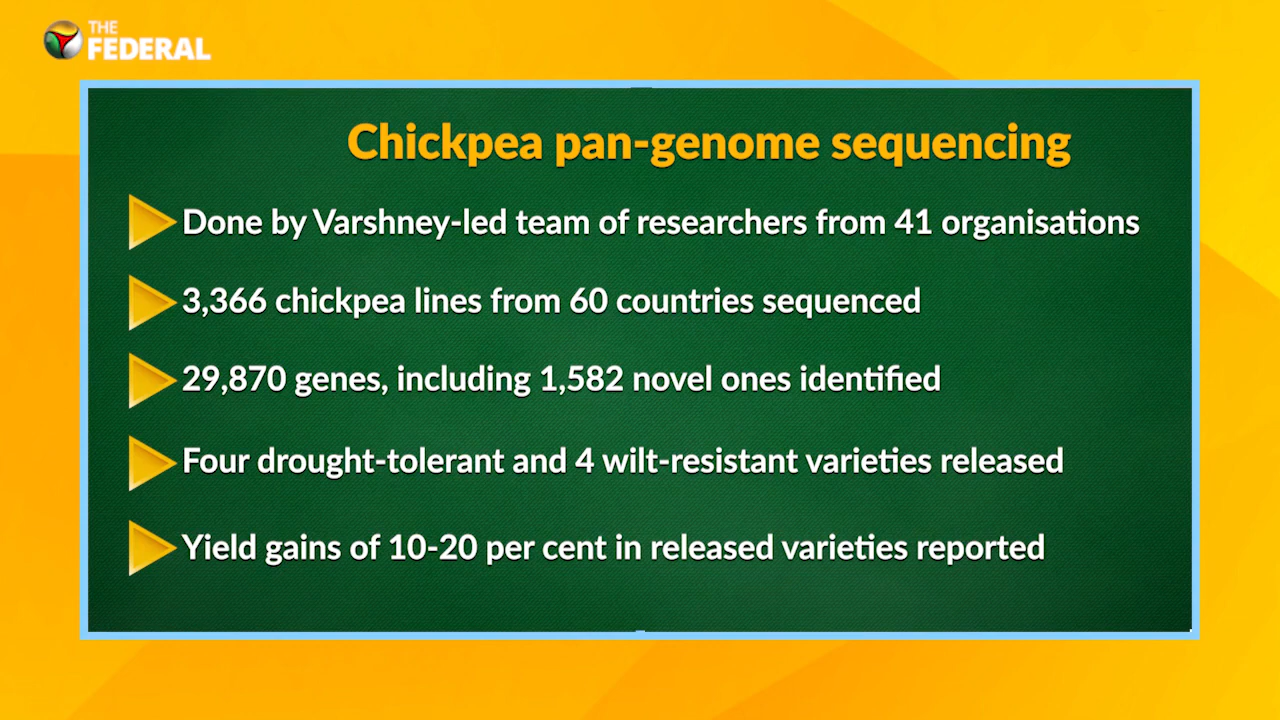 THE
FEDERAL
Chickpea pan-genome sequencing
Done by Varshney-led team of researchers from 41 organisations
3,366 chickpea lines from 60 countries sequenced
29,870 genes, including 1,582 novel ones identified
Four drought-tolerant and 4 wilt-resistant varieties released
Yield gains of 10-20 per cent in released varieties reported